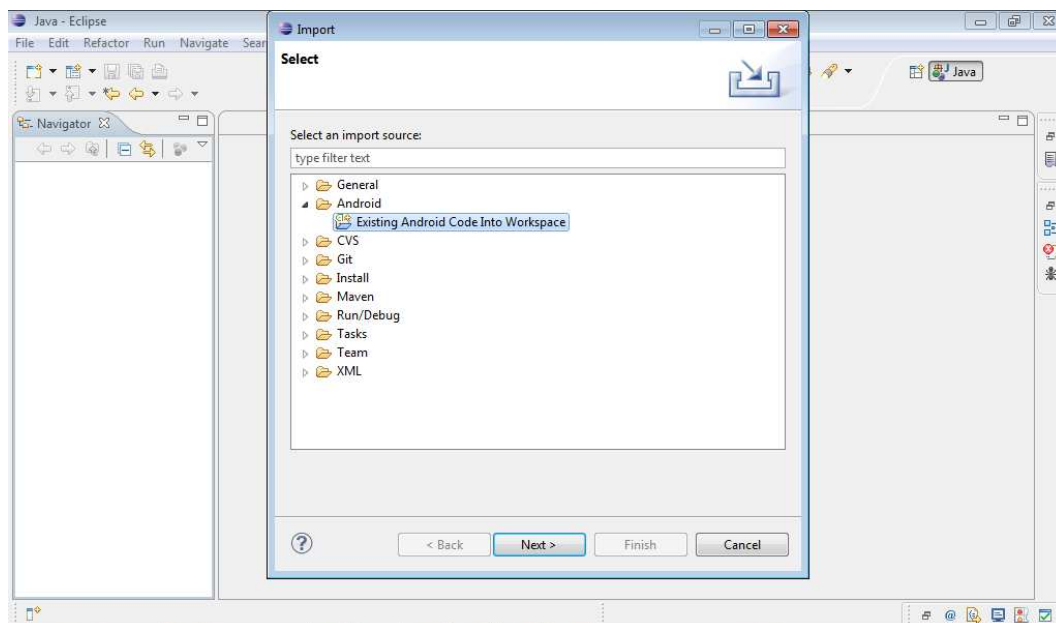 Java - Eclipse
File Edit Refactor Run Navigate
Java
Navigator
Import
Select
Select an import source:
type filter text
General
Android
Existing Android Code Into Workspace
CVS
Git
Install
Maven
Run/Debug
Tasks
Team
XML
< Back Next > Finish Cancel